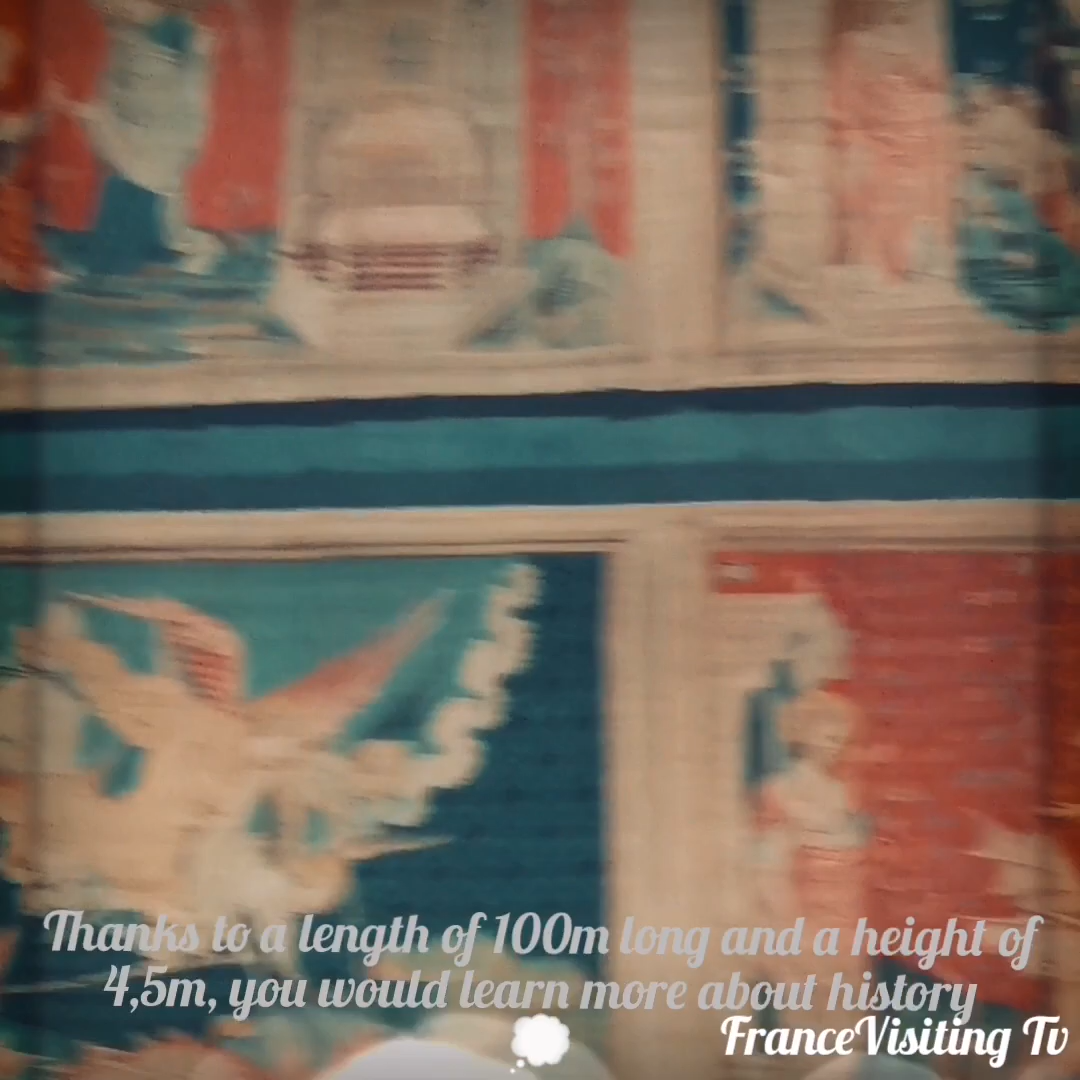 Thanks to a length of 100m long and a height of
4,5m, you would learn more about history
FranceVisiting Tv